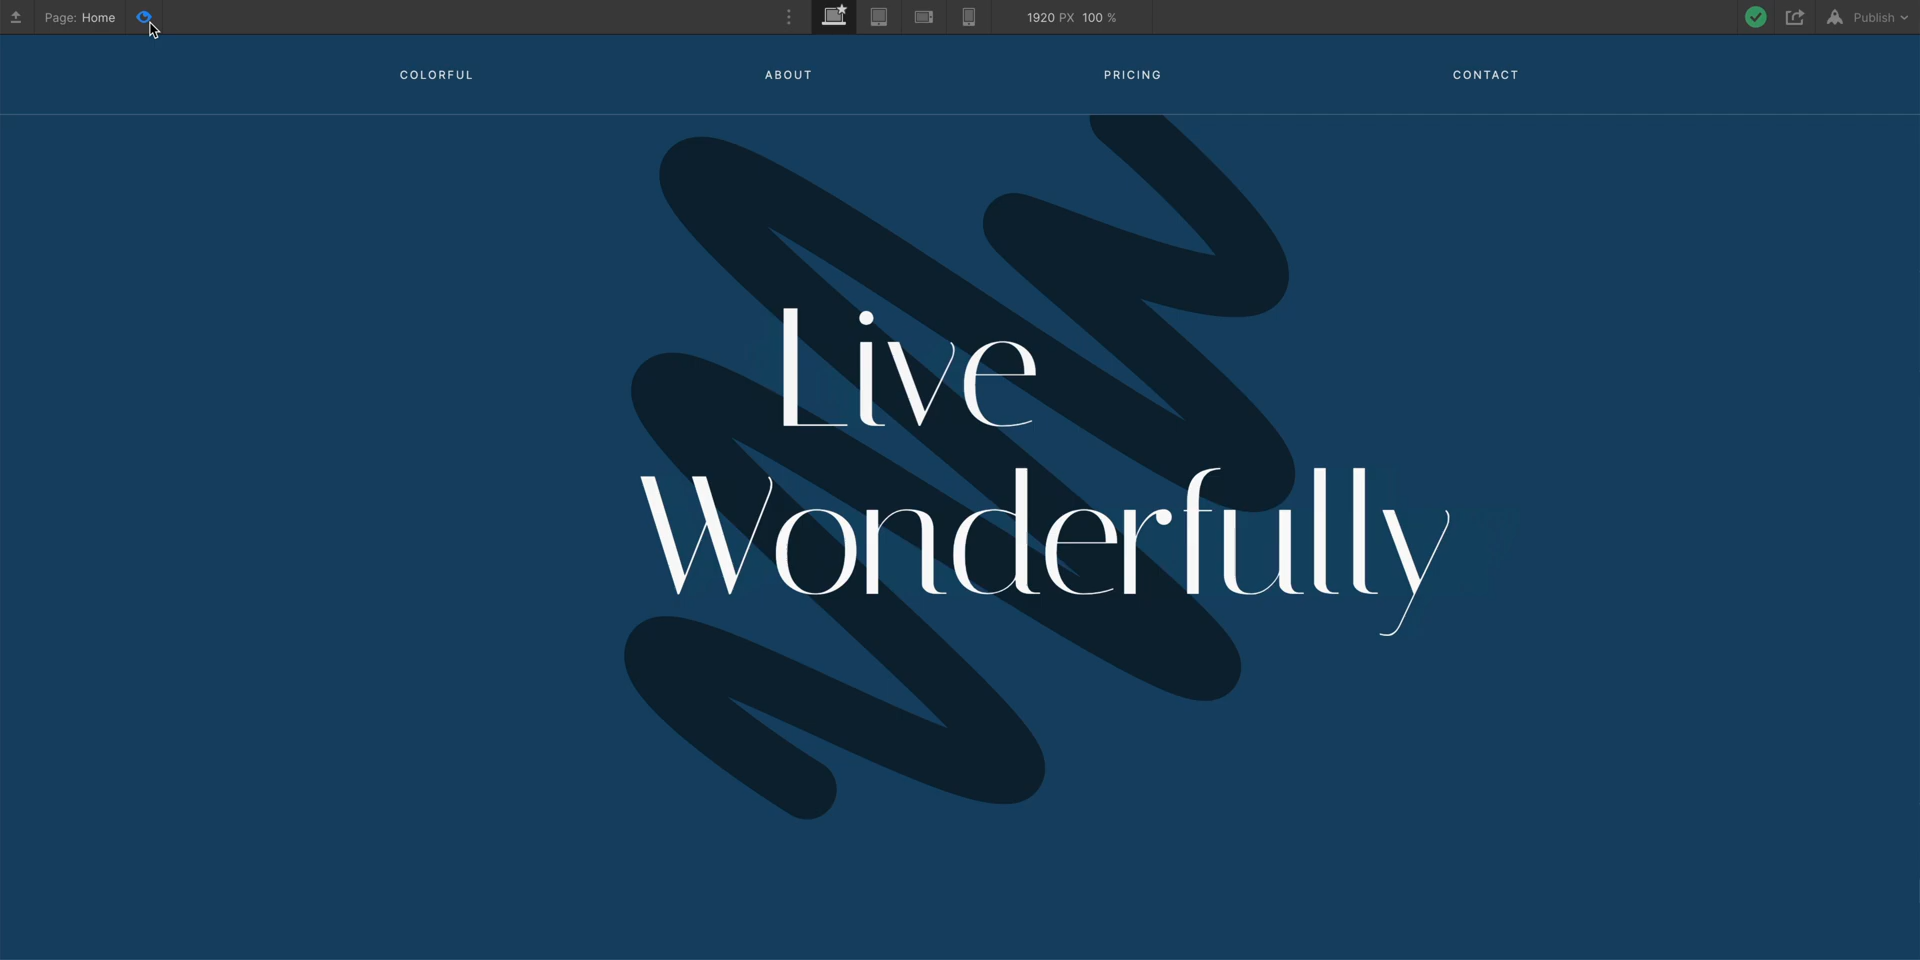 Page: Home 1920 PX 100 % Publish
COLORFUL ABOUT PRICING CONTACT
Live
Wonderfully